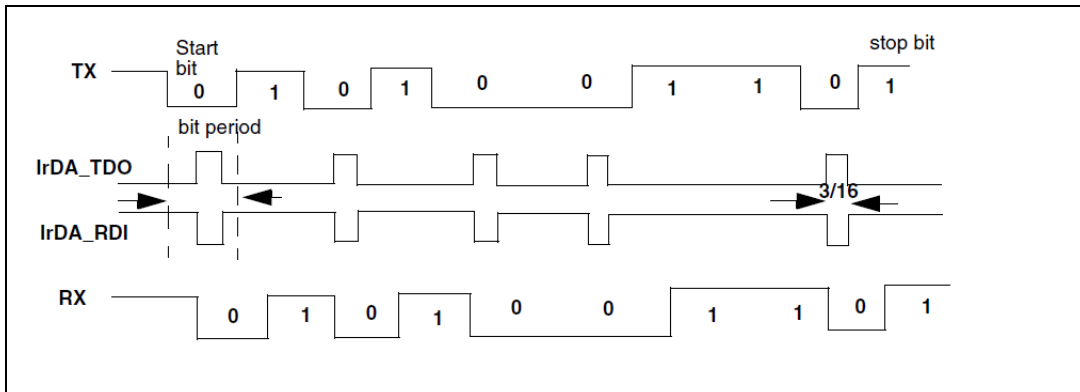 Start
bit
stop bit
TX
0 1 0 1 0 0 1 1 0 1
bit period
IrDA_TDO
3/16
IrDA_RDI
RX
0 1 0 1 0 0 1 1 0 1